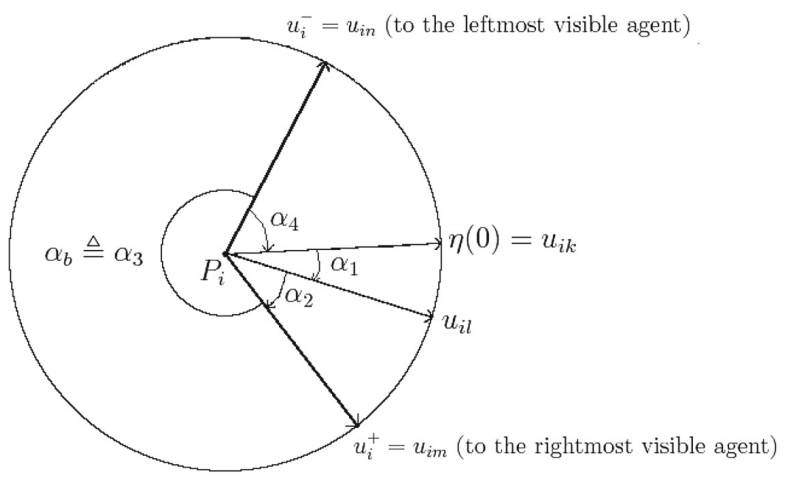 u_i^- = u_{in} (to the leftmost visible agent)
α_4
η(0) = u_{ik}
α_b ≜ α_3
P_i
α_1
α_2
u_{il}
u_i^+ = u_{im} (to the rightmost visible agent)